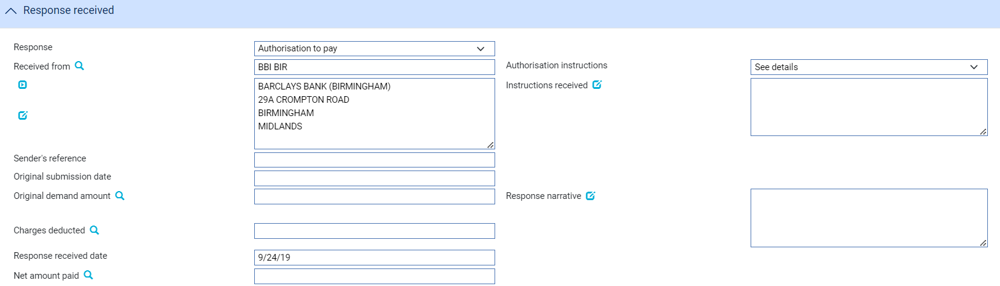 Response received
Response
Authorisation to pay
Received from
BBI BIR
Authorisation instructions
See details
BARCLAYS BANK (BIRMINGHAM)
29A CROMPTON ROAD
BIRMINGHAM
MIDLANDS
Instructions received
Sender's reference
Original submission date
Original demand amount
Response narrative
Charges deducted
Response received date
9/24/19
Net amount paid